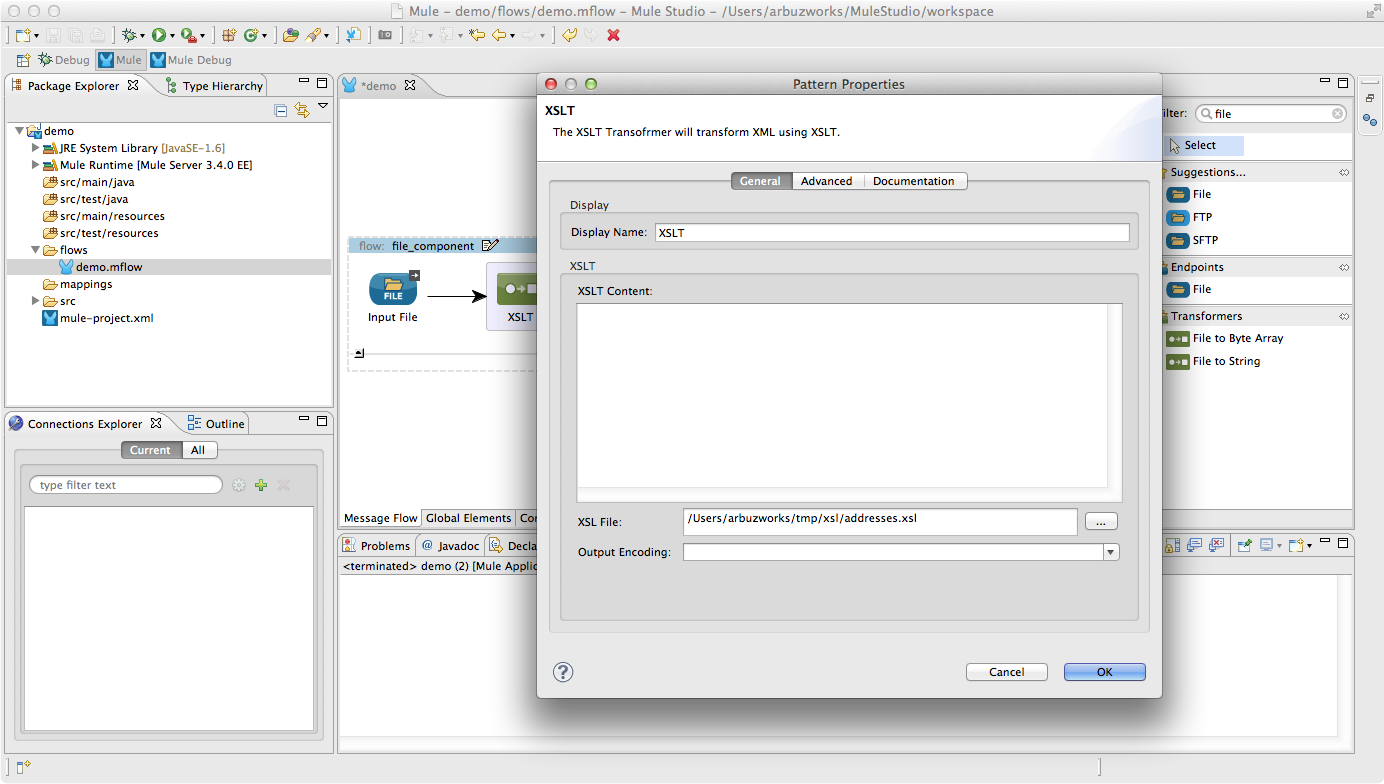 Mule – demo/flows/demo.mflow – Mule Studio – /Users/arbuzworks/MuleStudio/workspace
Debug Mule Mule Debug
Package Explorer Type Hierarchy
demo
JRE System Library [JavaSE-1.6]
Mule Runtime [Mule Server 3.4.0 EE]
src/main/java
src/test/java
src/main/resources
src/test/resources
flows
demo.mflow
mappings
src
mule-project.xml
Connections Explorer Outline
Current All
type filter text
*demo
flow: file_component
FILE
Input File
XSLT
Message Flow Global Elements Con
Problems @ Javadoc Decla
<terminated> demo (2) [Mule Applic
Pattern Properties
XSLT
The XSLT Transofrmer will transform XML using XSLT.
General Advanced Documentation
Display
Display Name: XSLT
XSLT
XSLT Content:
XSL File: /Users/arbuzworks/tmp/xsl/addresses.xsl ...
Output Encoding:
? Cancel OK
ilter: file
Select
Suggestions...
File
FTP
SFTP
Endpoints
File
Transformers
File to Byte Array
File to String